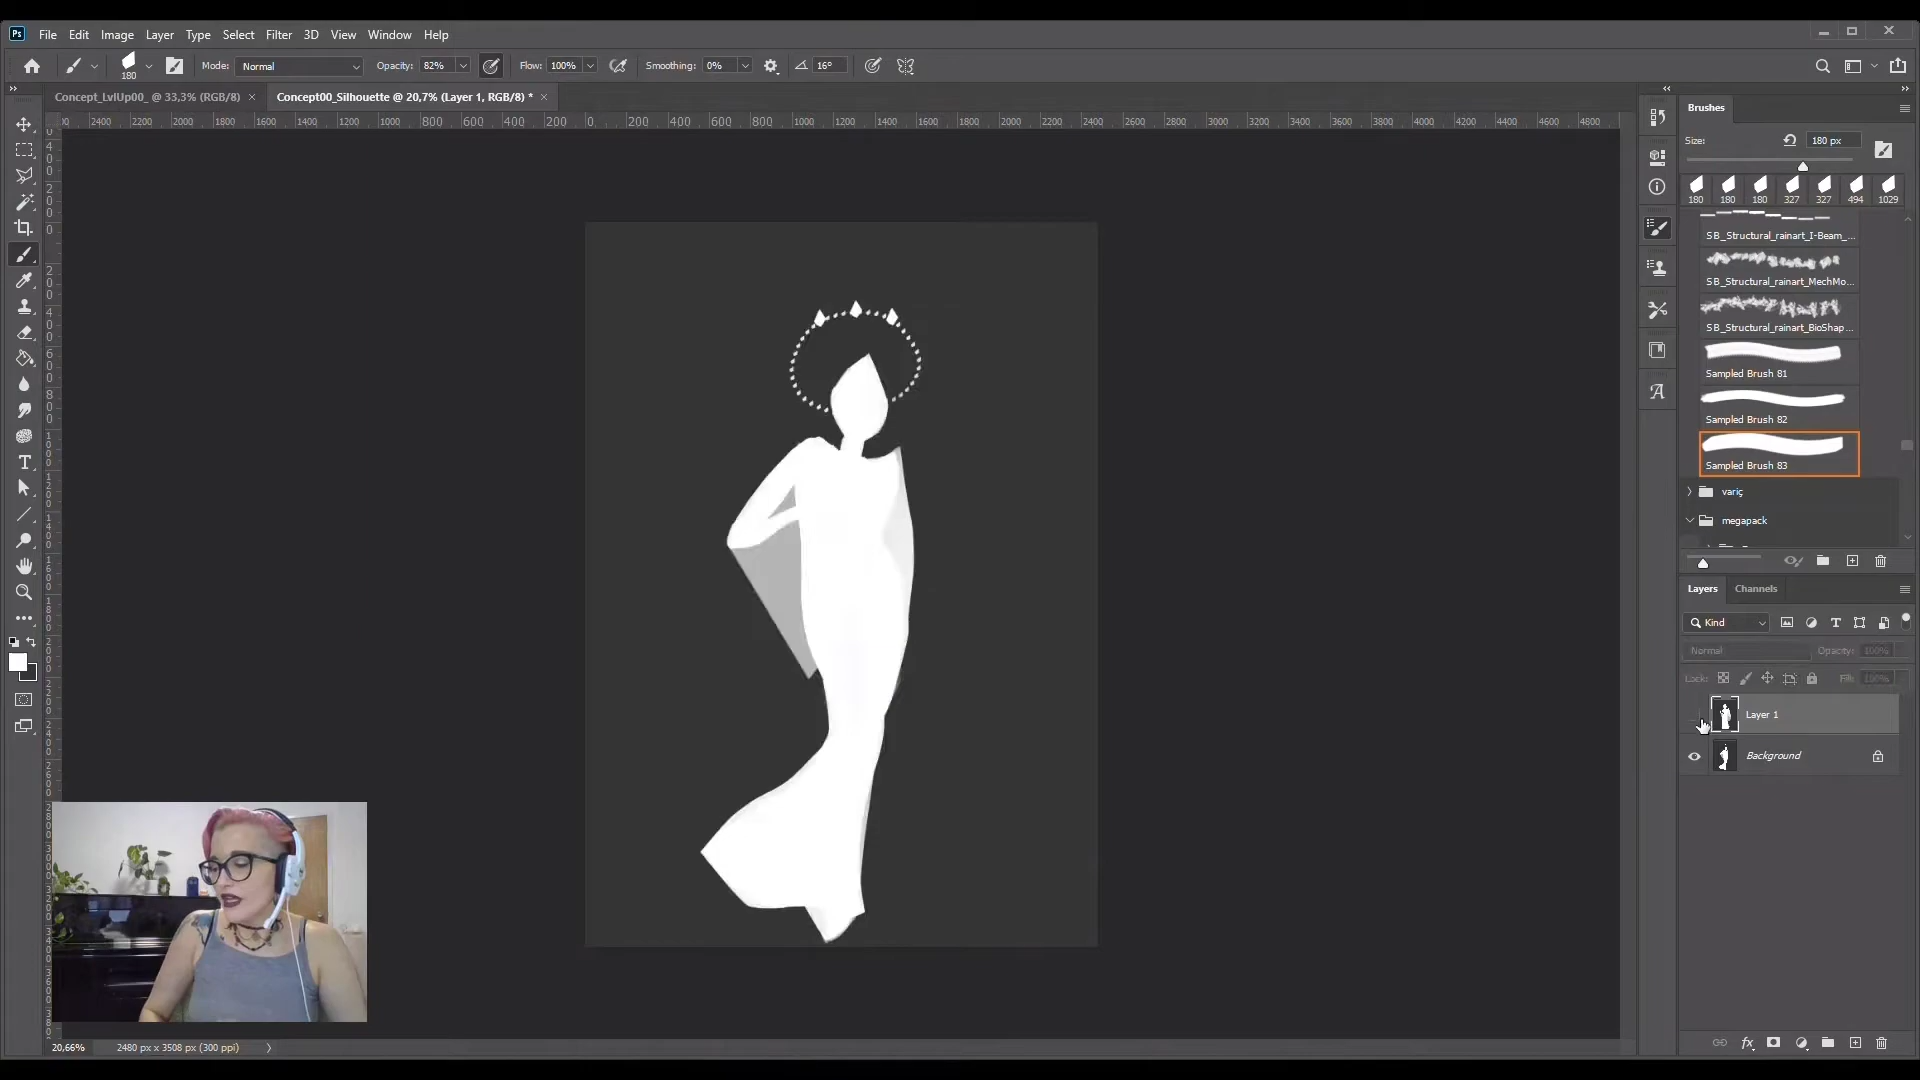 Ps File Edit Image Layer Type Select Filter 3D View Window Help
180 Mode: Normal Opacity: 82% Flow: 100% Smoothing: 0% 16°
Concept_LvlUp00_ @ 33,3% (RGB/8) × Concept00_Silhouette @ 20,7% (Layer 1, RGB/8) * ×
2400 2200 2000 1800 1600 1400 1200 1000 800 600 400 200 0 200 400 600 800 1000 1200 1400 1600 1800 2000 2200 2400 2600 2800 3000 3200 3400 3600 3800 4000 4200 4400 4600 4800
Brushes
Size: 180 px
180 180 180 327 327 494 1029
SB_Structural_rainart_I-Beam_...
SB_Structural_rainart_MechMo...
SB_Structural_rainart_BioShap...
Sampled Brush 81
Sampled Brush 82
Sampled Brush 83
variç
megapack
Layers Channels
Kind
Normal Opacity: 100%
Lock: Fill: 100%
Layer 1
Background
fx
20,66% 2480 px x 3508 px (300 ppi)